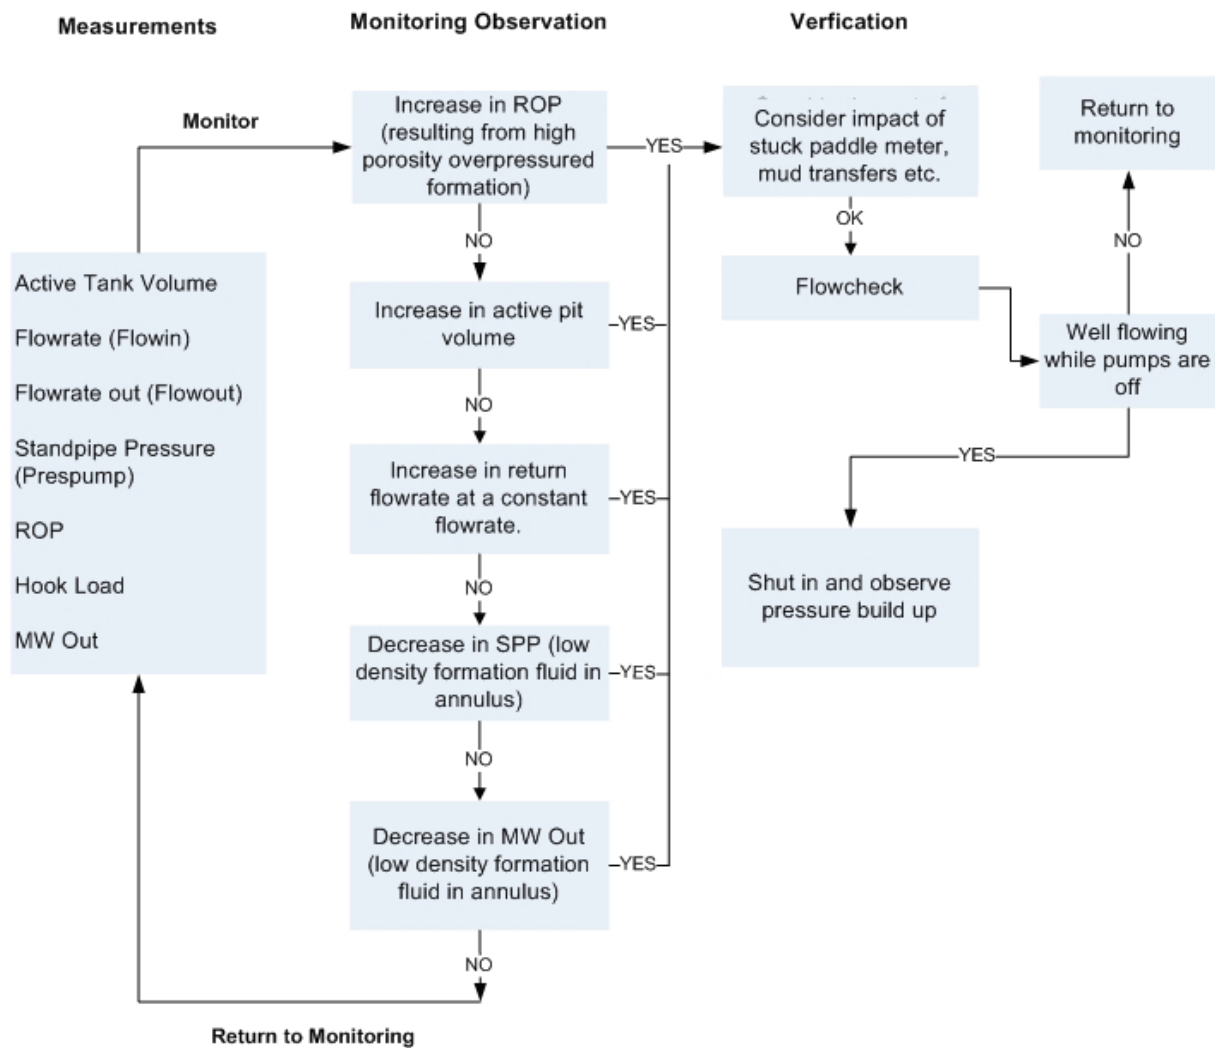 Measurements
Monitoring Observation
Verfication
Monitor
Increase in ROP
(resulting from high
porosity overpressured
formation)
YES
Consider impact of
stuck paddle meter,
mud transfers etc.
Return to
monitoring
NO
OK
NO
Active Tank Volume
Flowrate (Flowin)
Flowrate out (Flowout)
Standpipe Pressure
(Prespump)
ROP
Hook Load
MW Out
Increase in active pit
volume
YES
Flowcheck
Well flowing
while pumps are
off
NO
Increase in return
flowrate at a constant
flowrate.
YES
YES
NO
Shut in and observe
pressure build up
Decrease in SPP (low
density formation fluid in
annulus)
YES
NO
Decrease in MW Out
(low density formation
fluid in annulus)
YES
NO
Return to Monitoring